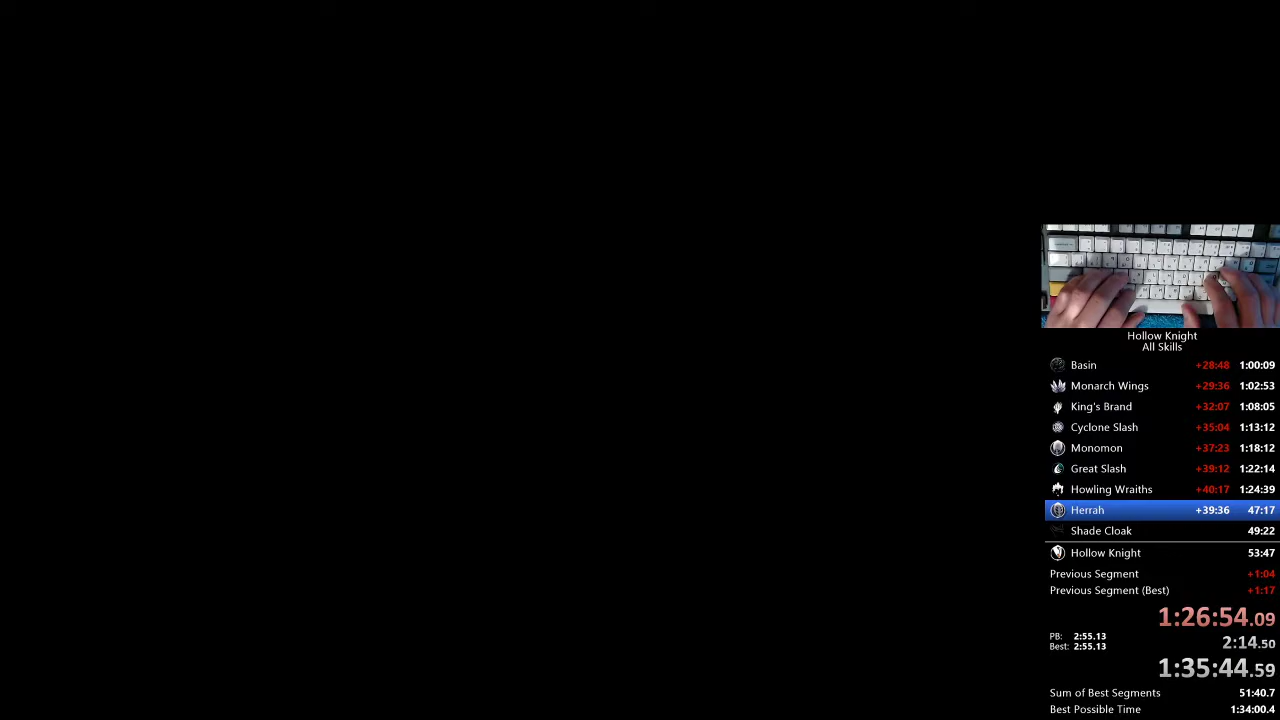 Hollow Knight
All Skills
Basin +28:48 1:00:09
Monarch Wings +29:36 1:02:53
King's Brand +32:07 1:08:05
Cyclone Slash +35:04 1:13:12
Monomon +37:23 1:18:12
Great Slash +39:12 1:22:14
Howling Wraiths +40:17 1:24:39
Herrah +39:36 47:17
Shade Cloak 49:22
Hollow Knight 53:47
Previous Segment +1:04
Previous Segment (Best) +1:17
1:26:54.09
PB: 2:55.13
Best: 2:55.13
2:14.50
1:35:44.59
Sum of Best Segments 51:40.7
Best Possible Time 1:34:00.4